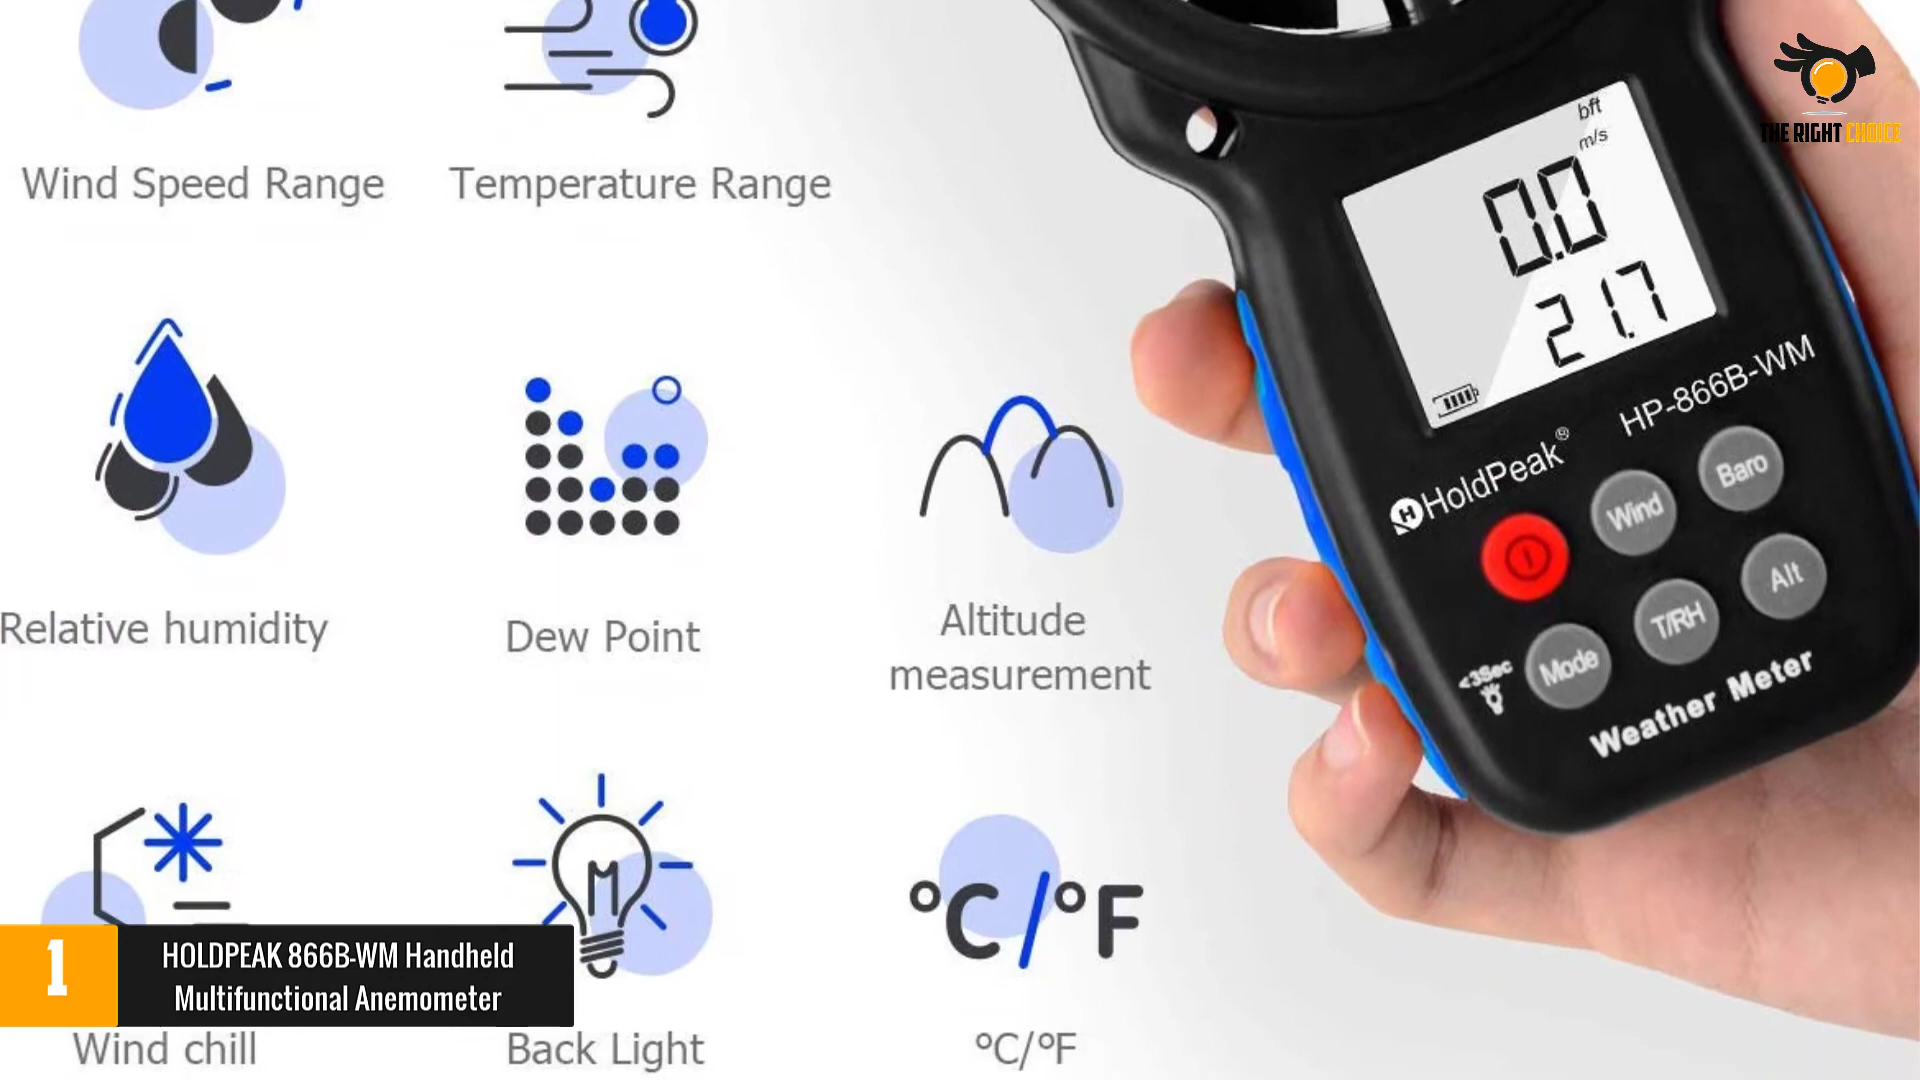 THE RIGHT CHOICE
bft
m/s
0.0
21.7
Wind Speed Range
Temperature Range
HP-866B-WM
HoldPeak®
Wind
Baro
T/RH
Alt
<3Sec
Mode
Weather Meter
Relative humidity
Dew Point
Altitude
measurement
°C/°F
1
HOLDPEAK 866B-WM Handheld
Multifunctional Anemometer
Wind chill
Back Light
°C/°F